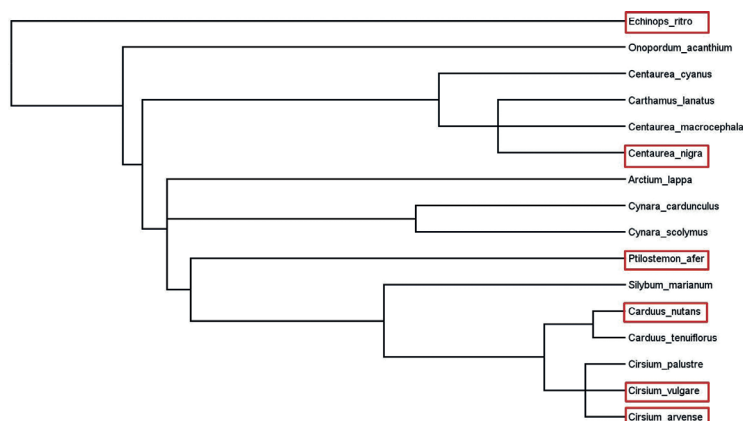 Echinops_ritro
Onopordum_acanthium
Centaurea_cyanus
Carthamus_lanatus
Centaurea_macrocephala
Centaurea_nigra
Arctium_lappa
Cynara_cardunculus
Cynara_scolymus
Ptilostemon_afer
Silybum_marianum
Carduus_nutans
Carduus_tenuiflorus
Cirsium_palustre
Cirsium_vulgare
Cirsium_arvense